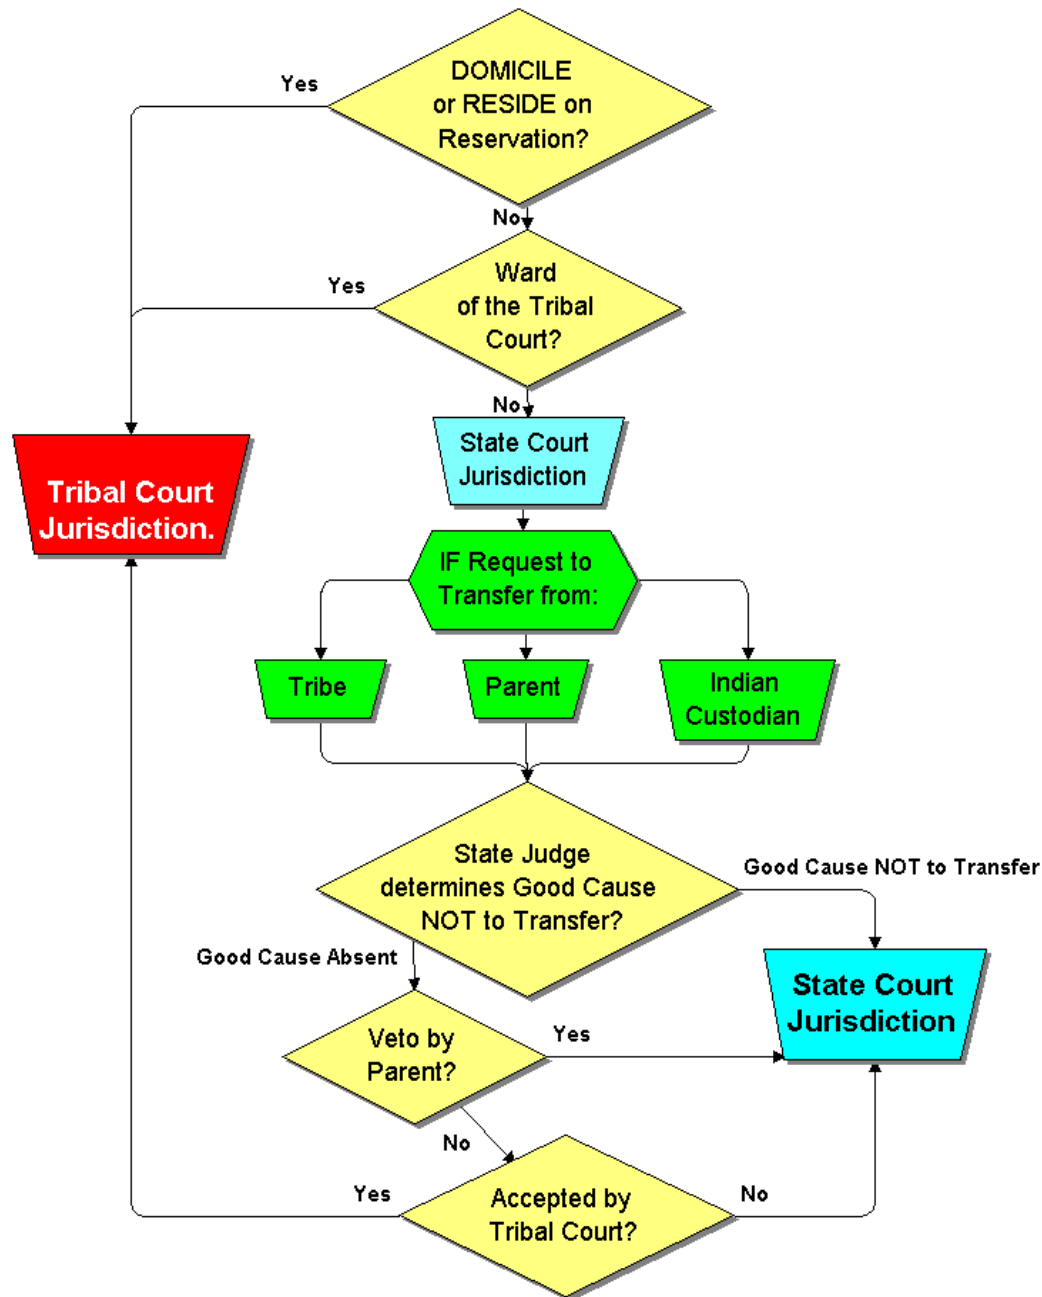 DOMICILE
or RESIDE on
Reservation?
Yes
No
Ward
of the Tribal
Court?
Yes
No
State Court
Jurisdiction
Tribal Court
Jurisdiction.
IF Request to
Transfer from:
Tribe
Parent
Indian
Custodian
State Judge
determines Good Cause
NOT to Transfer?
Good Cause NOT to Transfer
Good Cause Absent
State Court
Jurisdiction
Veto by
Parent?
Yes
No
Accepted by
Tribal Court?
Yes
No